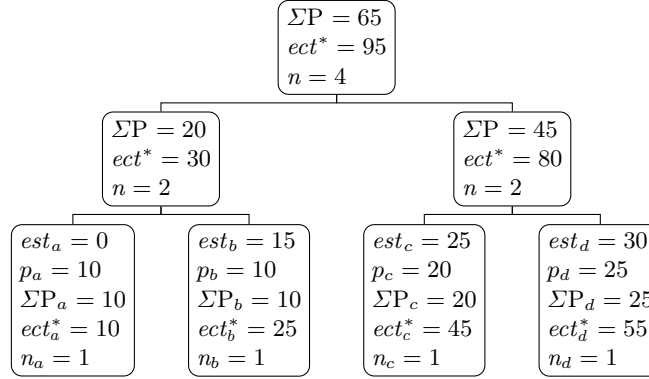 ΣP = 65
ect* = 95
n = 4
ΣP = 20
ect* = 30
n = 2
ΣP = 45
ect* = 80
n = 2
est_a = 0
p_a = 10
ΣP_a = 10
ect*_a = 10
n_a = 1
est_b = 15
p_b = 10
ΣP_b = 10
ect*_b = 25
n_b = 1
est_c = 25
p_c = 20
ΣP_c = 20
ect*_c = 45
n_c = 1
est_d = 30
p_d = 25
ΣP_d = 25
ect*_d = 55
n_d = 1